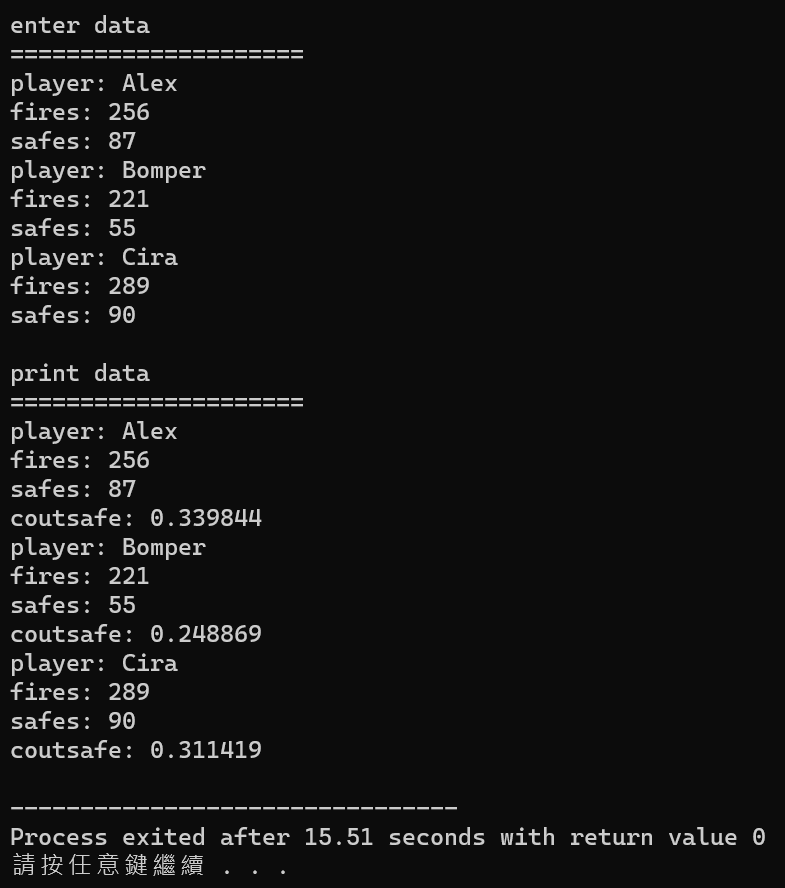 enter data
=====================
player: Alex
fires: 256
safes: 87
player: Bomper
fires: 221
safes: 55
player: Cira
fires: 289
safes: 90
print data
=====================
player: Alex
fires: 256
safes: 87
coutsafe: 0.339844
player: Bomper
fires: 221
safes: 55
coutsafe: 0.248869
player: Cira
fires: 289
safes: 90
coutsafe: 0.311419
--------------------------------
Process exited after 15.51 seconds with return value 0
請按任意鍵繼續 . . .